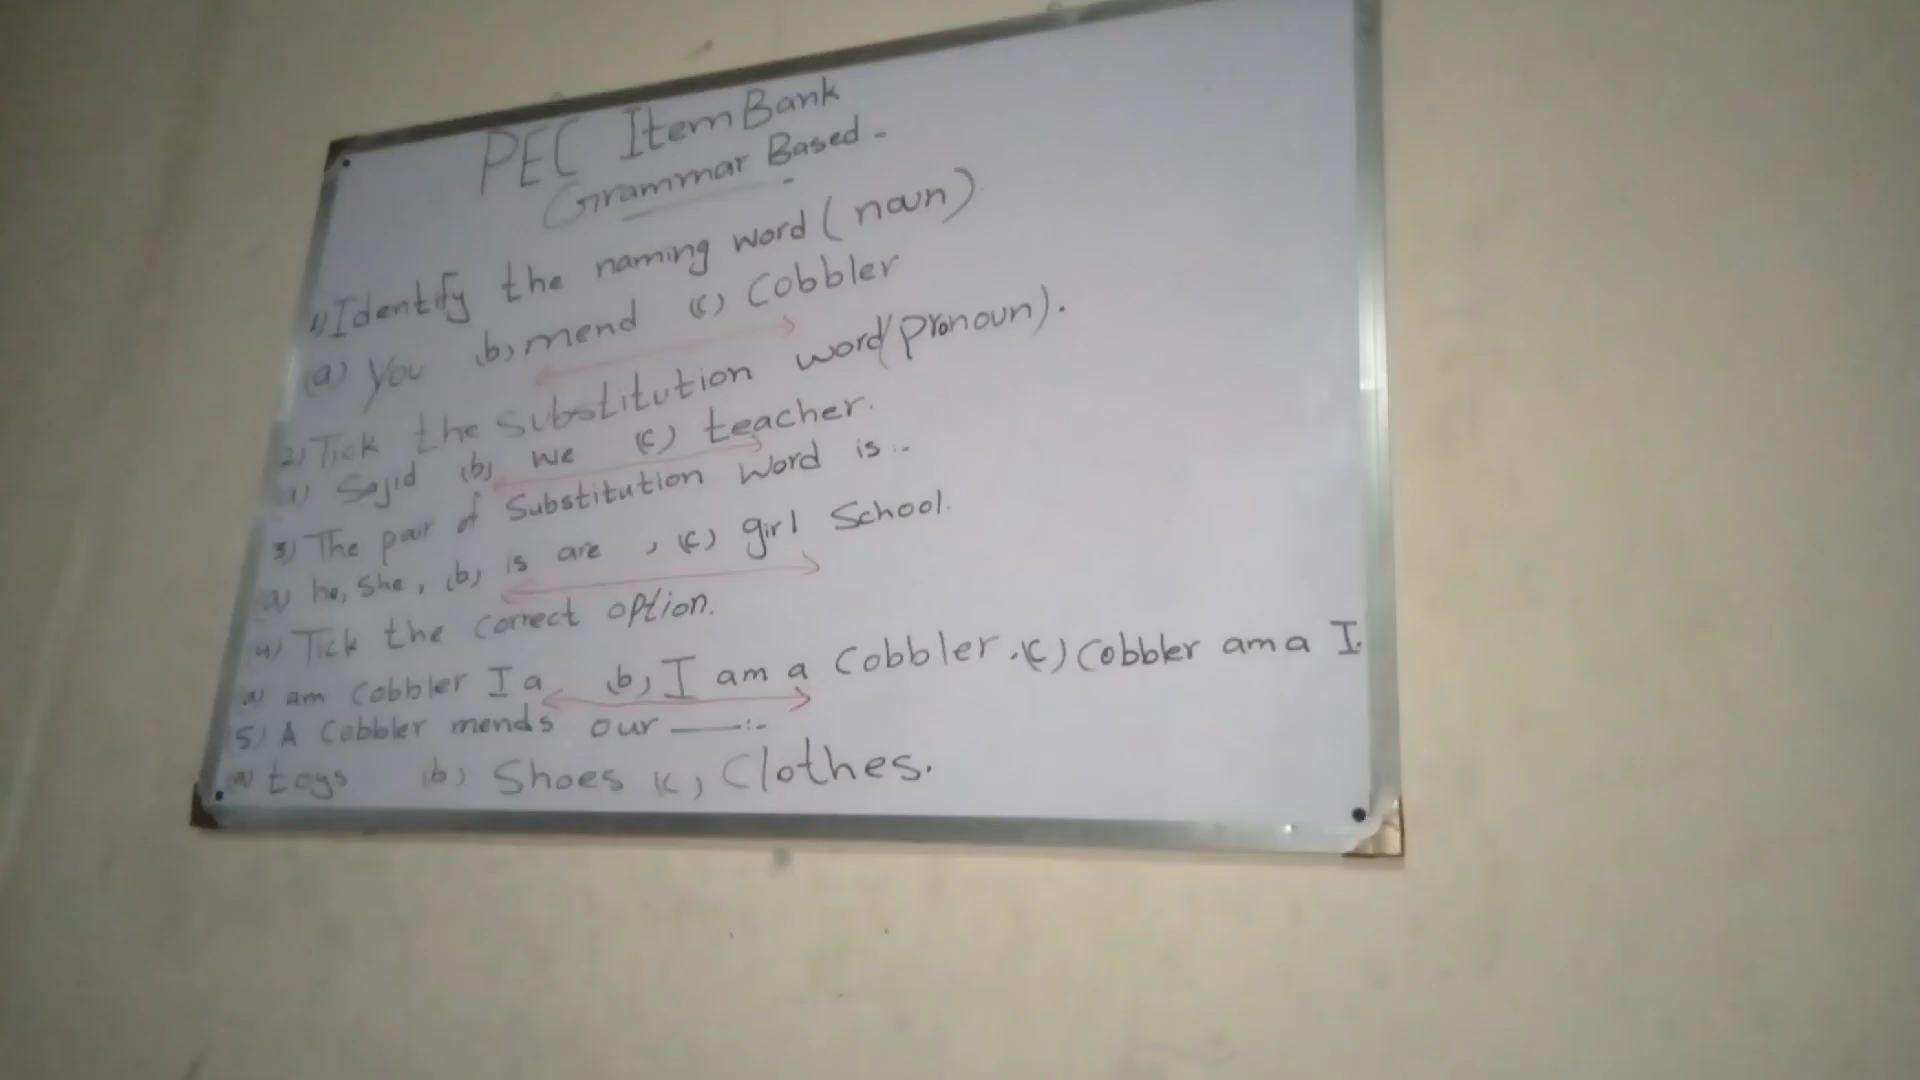 PEC Item Bank
Grammar Based -
1) Identify the naming word (noun)
(a) You (b) mend (c) Cobbler
2) Tick the Substitution word (pronoun).
a) Sajid (b) we (c) teacher.
3) The pair of Substitution word is :-
a) he, She, (b) is are , (c) girl School.
4) Tick the correct option.
a) am Cobbler I a (b) I am a Cobbler. (c) Cobbler am a I.
5) A Cobbler mends our —— :-
(a) toys (b) Shoes (c) Clothes.